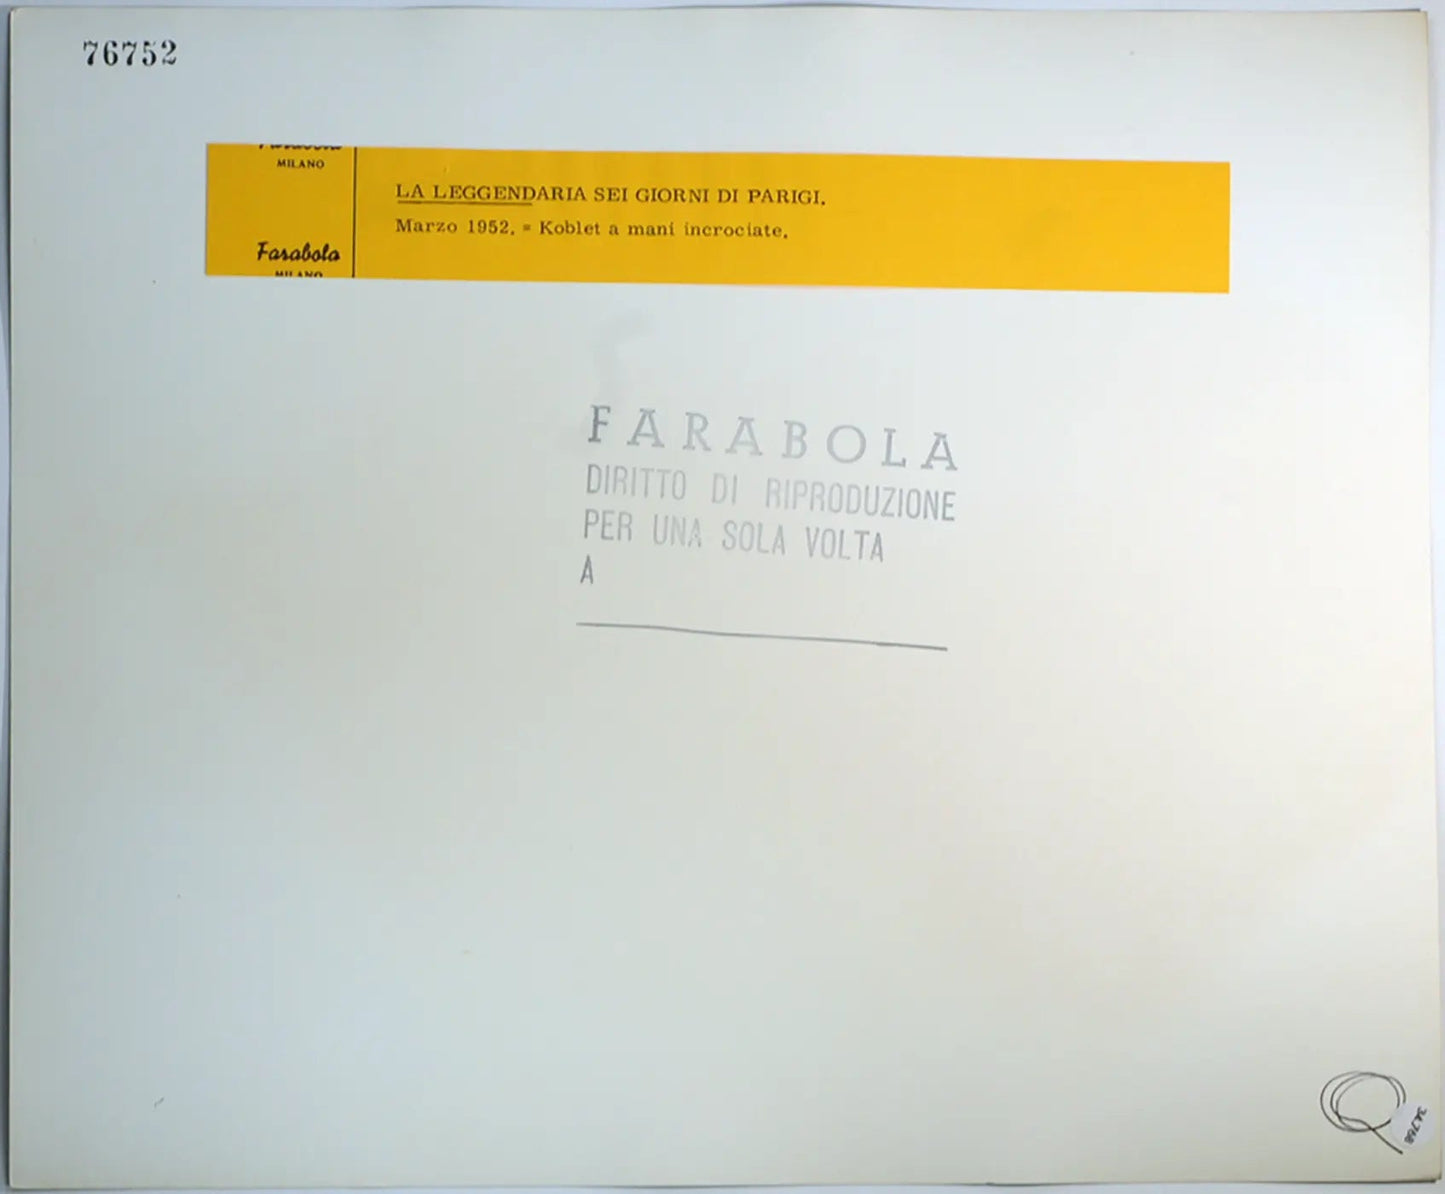 76752
MILANO
Farabola
MILANO
LA LEGGENDARIA SEI GIORNI DI PARIGI.
Marzo 1952. = Koblet a mani incrociate.
FARABOLA
DIRITTO DI RIPRODUZIONE
PER UNA SOLA VOLTA
A